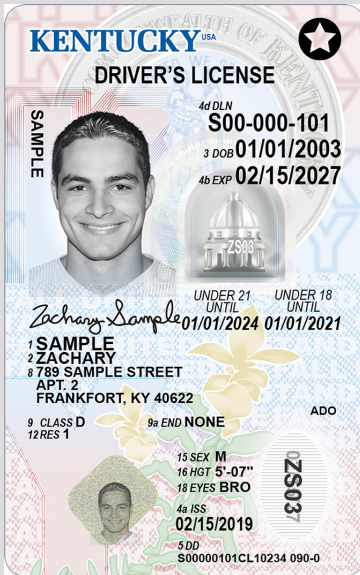 KENTUCKY USA
DRIVER'S LICENSE
SAMPLE
4d DLN
S00-000-101
3 DOB 01/01/2003
4b EXP 02/15/2027
ZS03
UNDER 21 UNDER 18
UNTIL UNTIL
Zachary Sample 01/01/2024 01/01/2021
1 SAMPLE
2 ZACHARY
8 789 SAMPLE STREET
APT. 2
FRANKFORT, KY 40622
ADO
9 CLASS D 9a END NONE
12 RES 1
15 SEX M
16 HGT 5'-07"
18 EYES BRO
0ZS037
4a ISS
02/15/2019
5 DD
S00000101CL10234 090-0